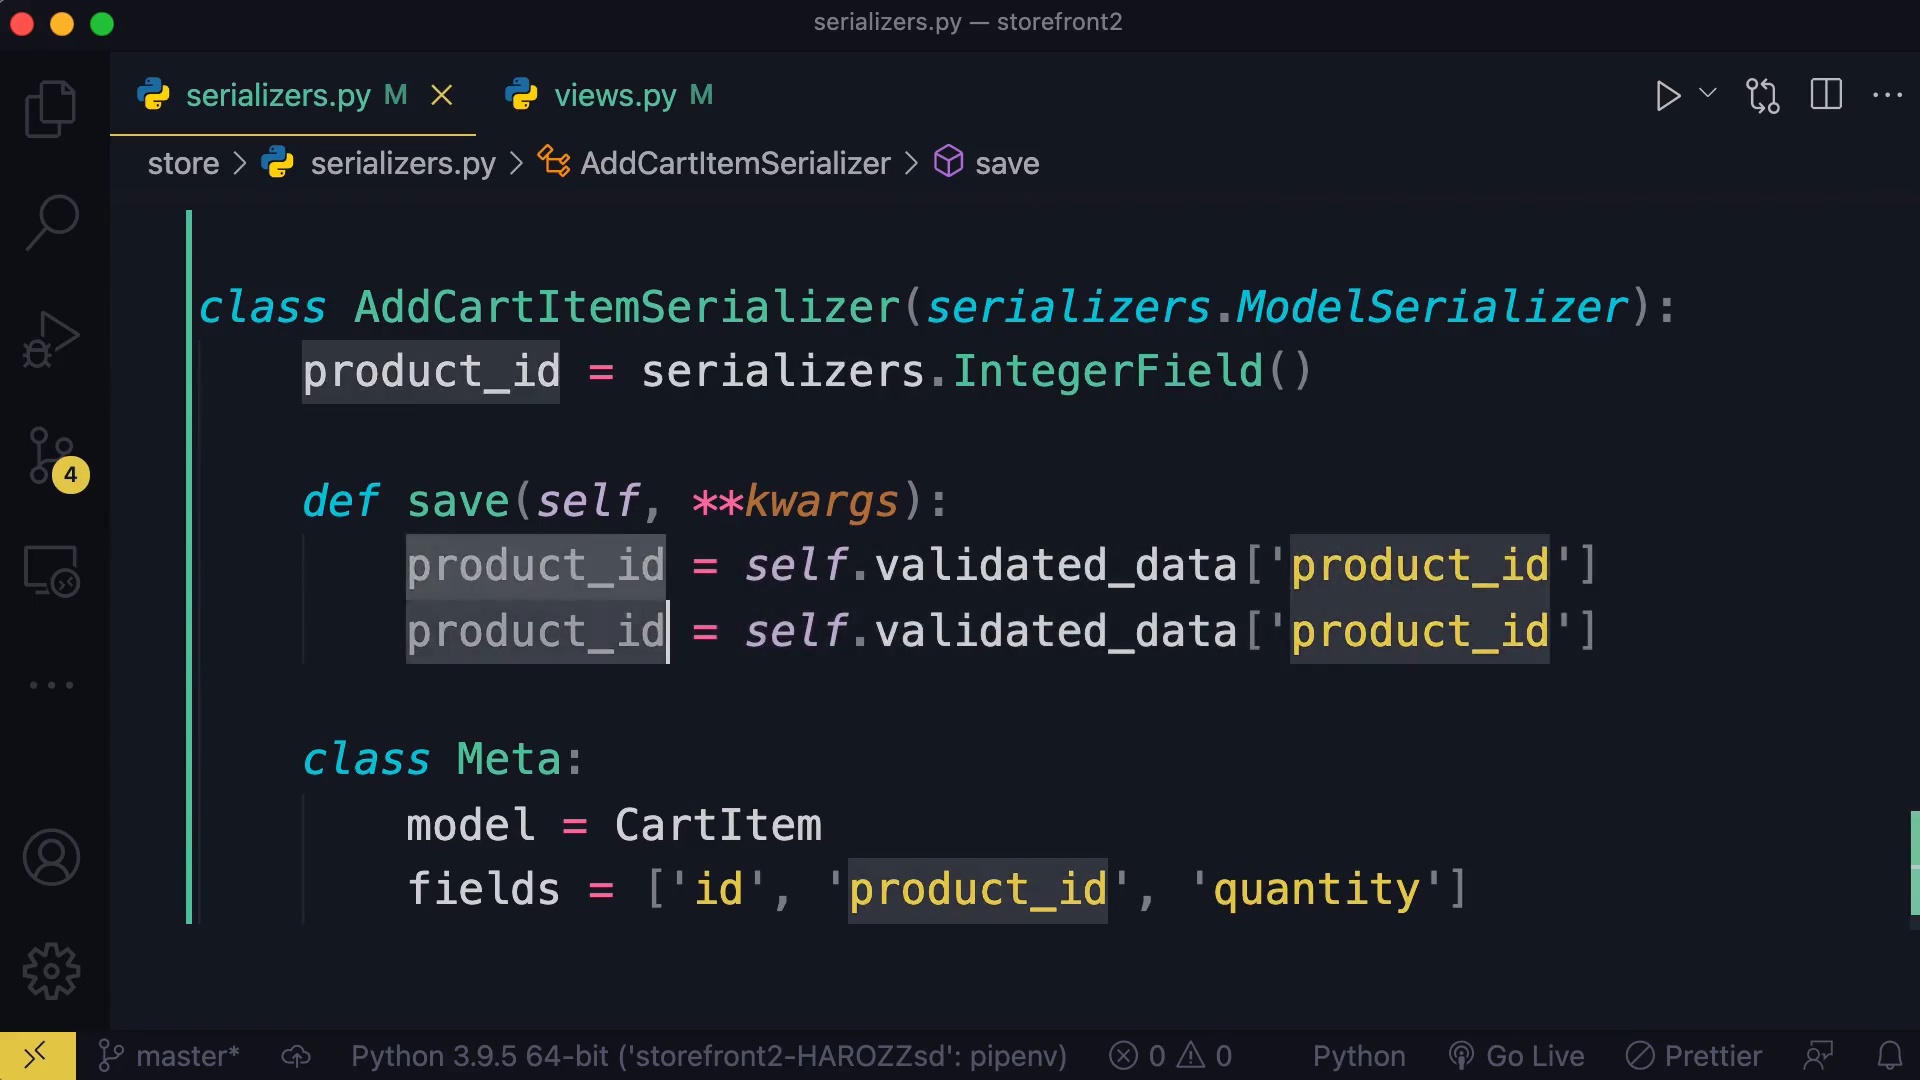 serializers.py — storefront2
serializers.py M
views.py M
store > serializers.py > AddCartItemSerializer > save
class AddCartItemSerializer(serializers.ModelSerializer):
product_id = serializers.IntegerField()
def save(self, **kwargs):
product_id = self.validated_data['product_id']
product_id = self.validated_data['product_id']
class Meta:
model = CartItem
fields = ['id', 'product_id', 'quantity']
4
master* Python 3.9.5 64-bit ('storefront2-HAROZZsd': pipenv) 0 0 Python Go Live Prettier